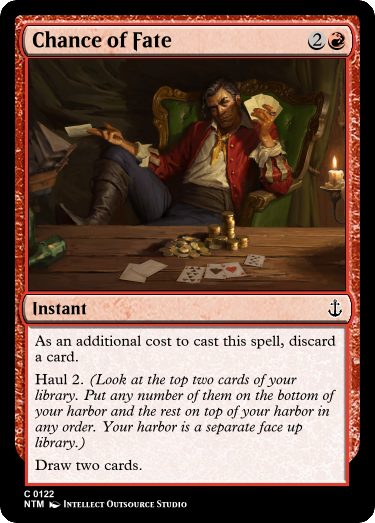 Chance of Fate 2
Instant
As an additional cost to cast this spell, discard
a card.
Haul 2. (Look at the top two cards of your
library. Put any number of them on the bottom of
your harbor and the rest on top of your harbor in
any order. Your harbor is a separate face up
library.)
Draw two cards.
C 0122
NTM Intellect Outsource Studio